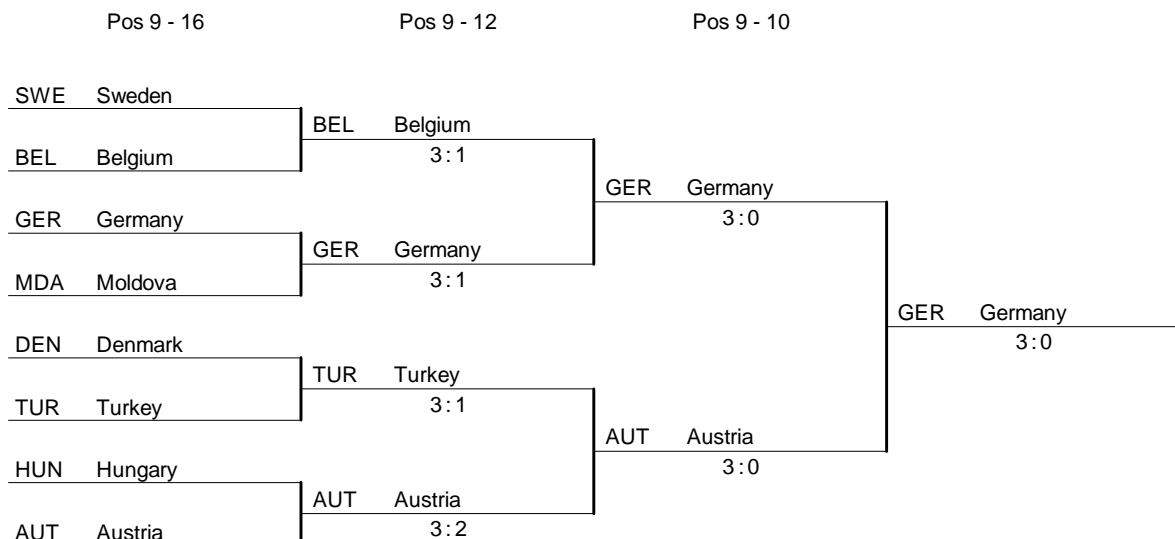 Pos 9 - 16 Pos 9 - 12 Pos 9 - 10
SWE Sweden
BEL Belgium
3 : 1
BEL Belgium
GER Germany
3 : 0
GER Germany
GER Germany
3 : 1
MDA Moldova
GER Germany
3 : 0
DEN Denmark
TUR Turkey
3 : 1
TUR Turkey
AUT Austria
3 : 0
HUN Hungary
AUT Austria
3 : 2
AUT Austria